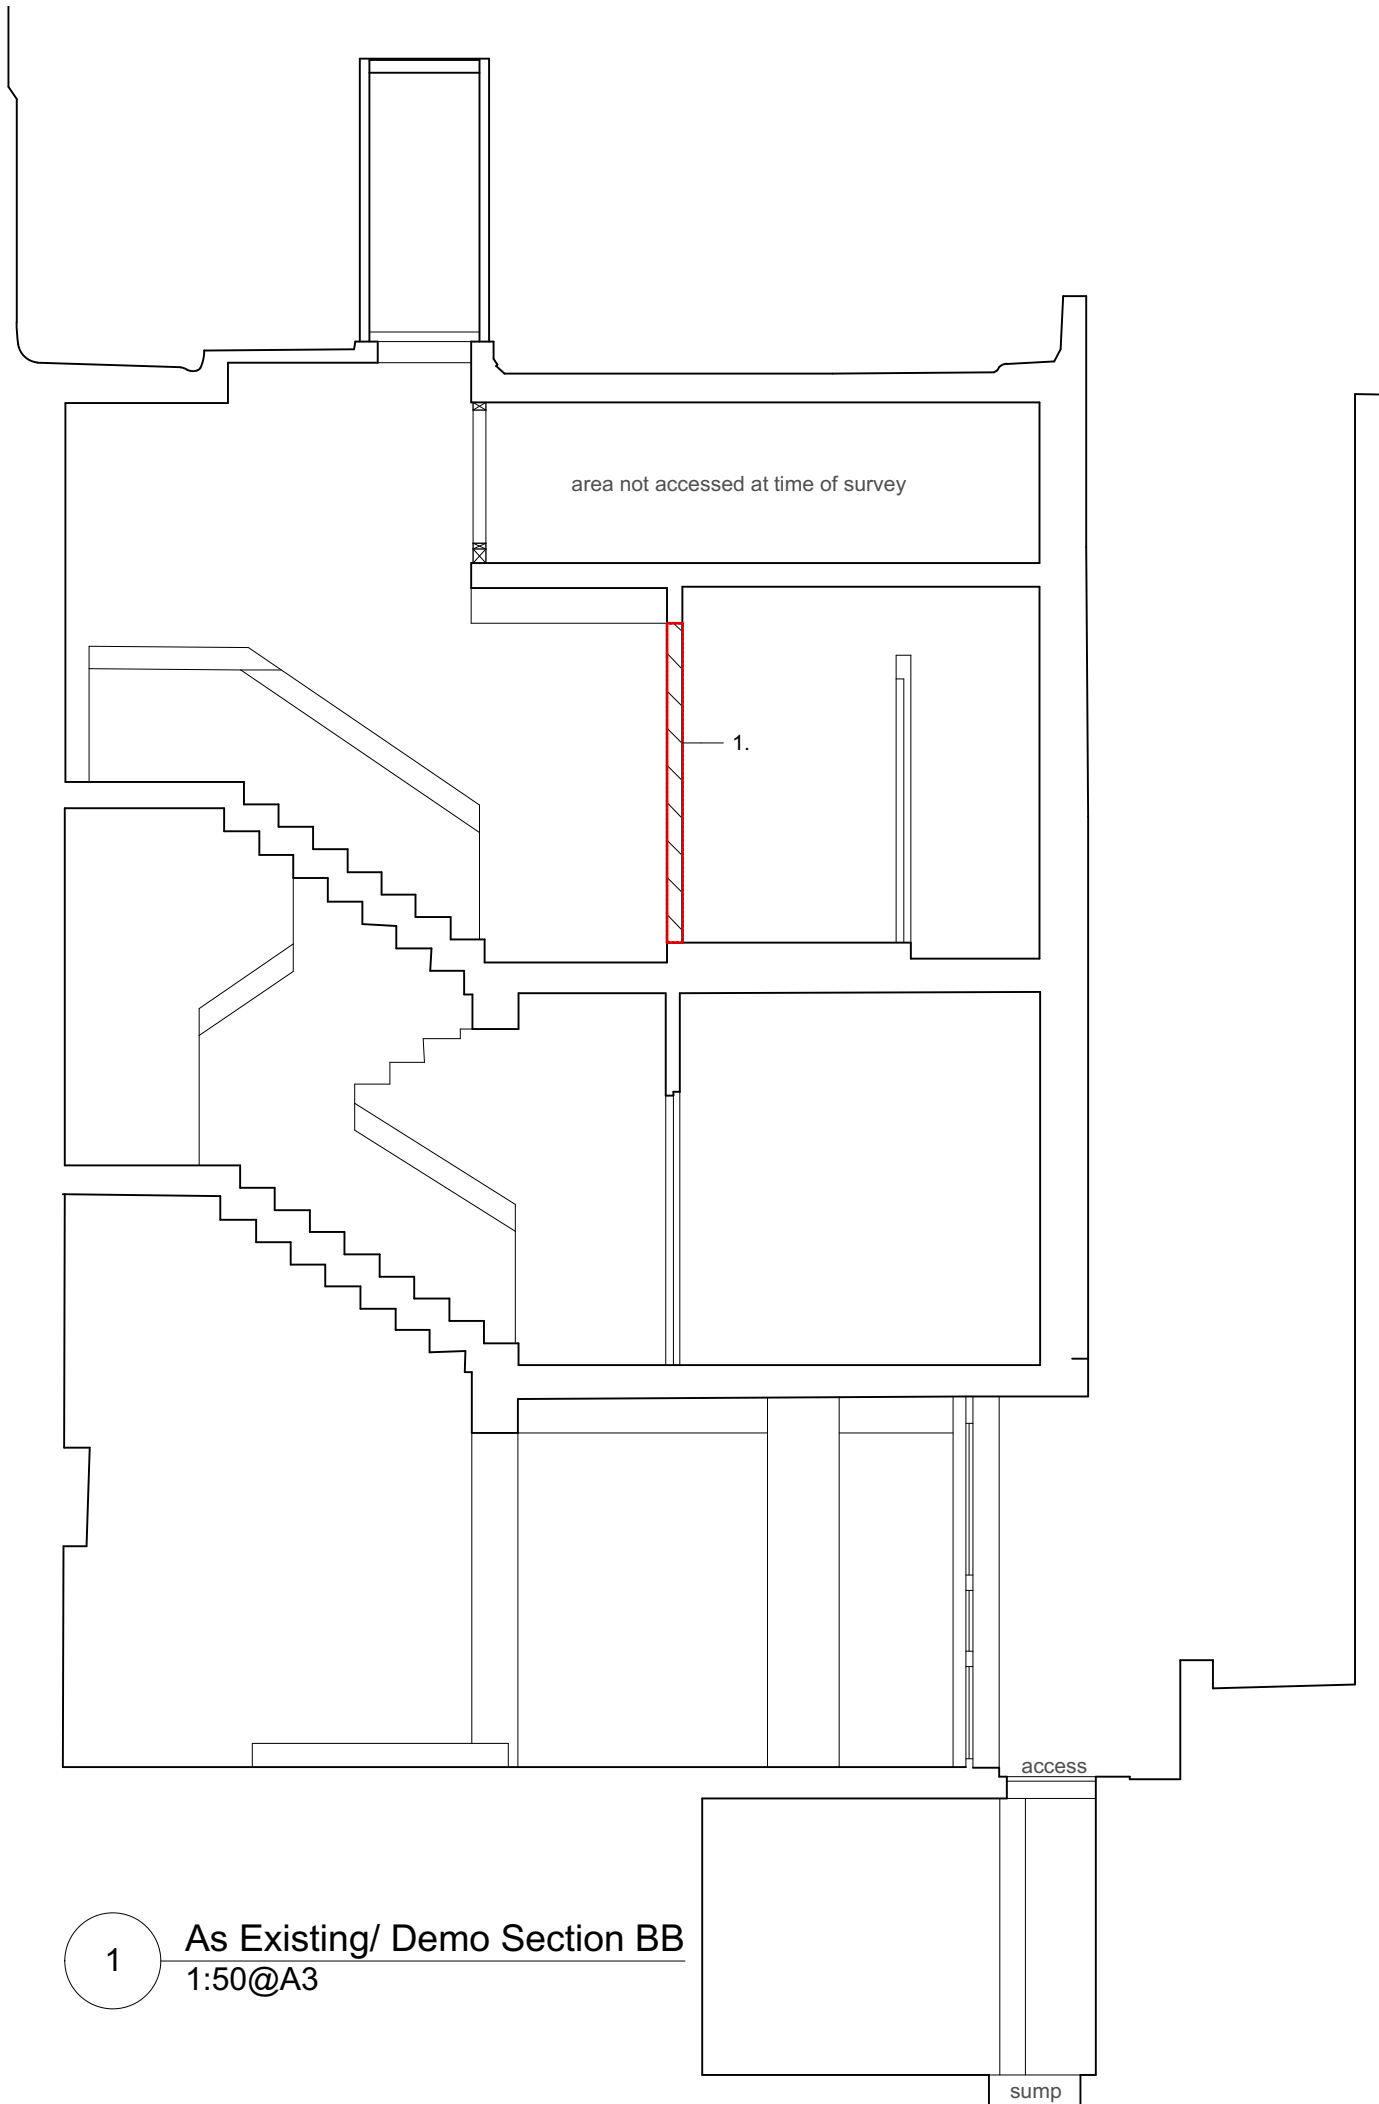 area not accessed at time of survey
1.
access
1
As Existing/ Demo Section BB
1:50@A3
sump